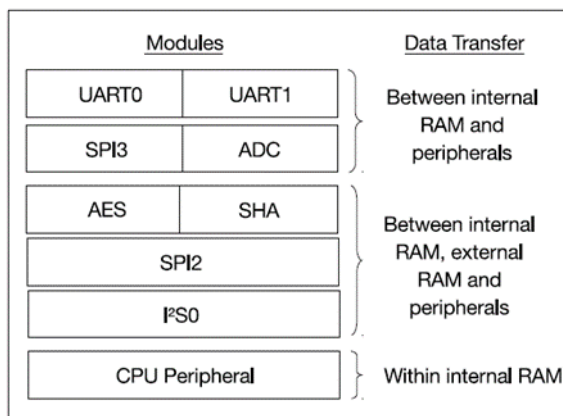 Modules Data Transfer
UART0 UART1
SPI3 ADC
Between internal
RAM and
peripherals
AES SHA
SPI2
I²S0
Between internal
RAM, external
RAM and
peripherals
CPU Peripheral
Within internal RAM